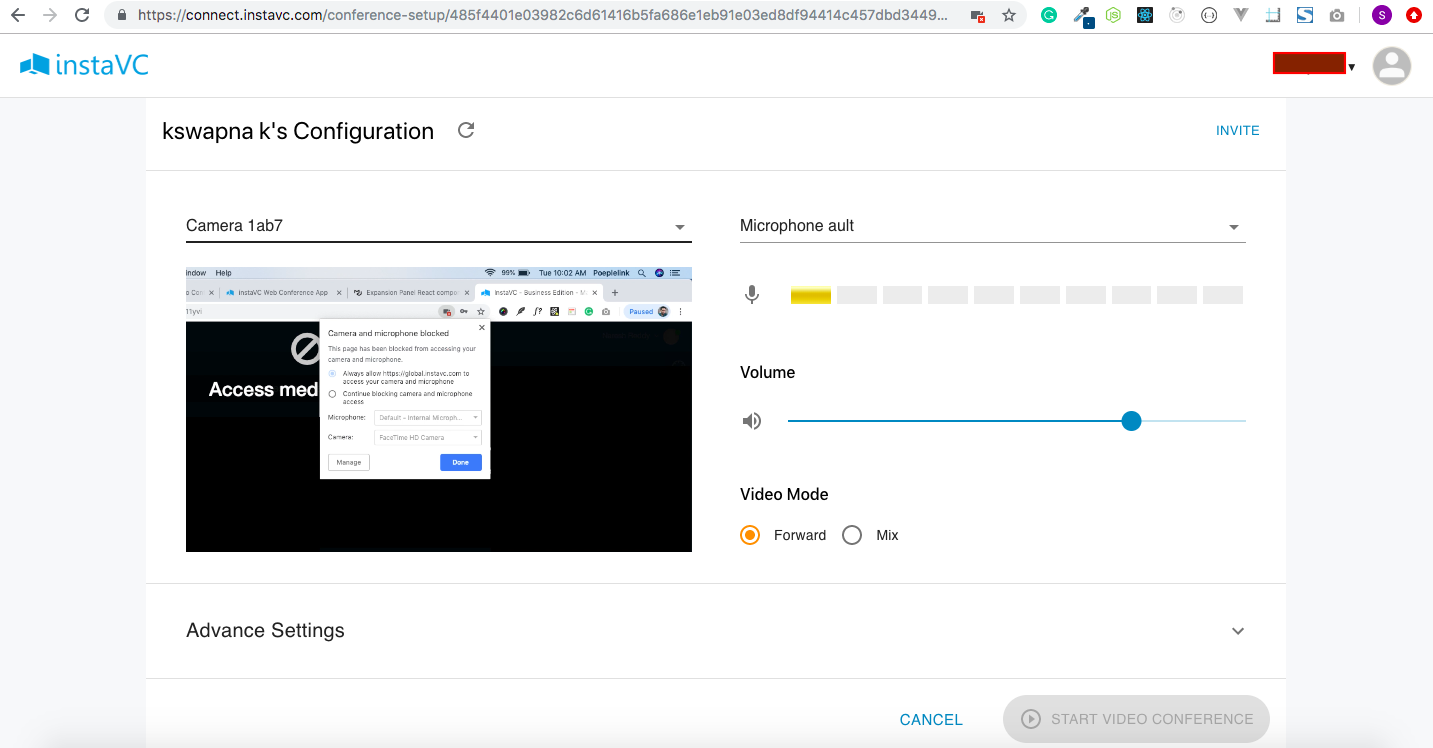 https://connect.instavc.com/conference-setup/485f4401e03982c6d61416b5fa686e1eb91e03ed8df94414c457dbd3449...
instaVC
kswapna k's Configuration
INVITE
Camera 1ab7
Microphone ault
indow Help
99%
Tue 10:02 AM Poeplelink
o Co
instaVC Web Conference App
Expansion Panel React compo
InstaVC - Business Edition - M
11yvi
Paused
Camera and microphone blocked
This page has been blocked from accessing your
camera and microphone.
Always allow https://global.instavc.com to
access your camera and microphone
Continue blocking camera and microphone
access
Microphone: Default - Internal Microph...
Camera: FaceTime HD Camera
Manage
Done
Access med
Volume
Video Mode
Forward
Mix
Advance Settings
CANCEL
START VIDEO CONFERENCE